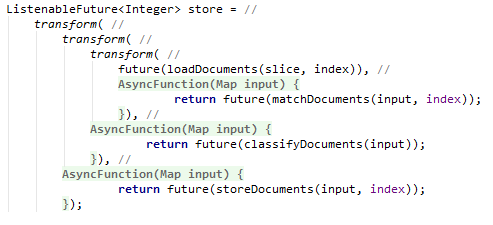 ListenableFuture<Integer> store = //
transform( //
transform( //
transform( //
future(loadDocuments(slice, index)), //
AsyncFunction(Map input) {
return future(matchDocuments(input, index));
}), //
AsyncFunction(Map input) {
return future(classifyDocuments(input));
}), //
AsyncFunction(Map input) {
return future(storeDocuments(input, index));
});